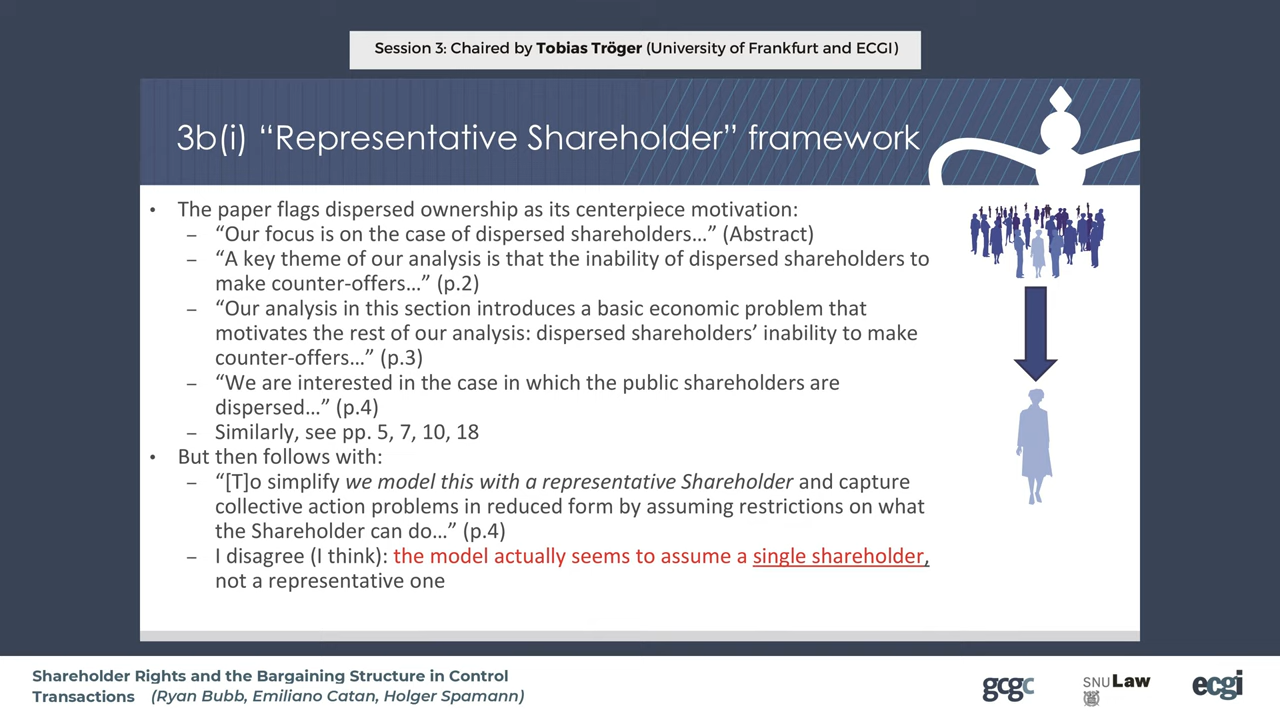 Session 3: Chaired by Tobias Tröger (University of Frankfurt and ECGI)
3b(i) “Representative Shareholder” framework
• The paper flags dispersed ownership as its centerpiece motivation:
– “Our focus is on the case of dispersed shareholders…” (Abstract)
– “A key theme of our analysis is that the inability of dispersed shareholders to
make counter-offers…” (p.2)
– “Our analysis in this section introduces a basic economic problem that
motivates the rest of our analysis: dispersed shareholders’ inability to make
counter-offers…” (p.3)
– “We are interested in the case in which the public shareholders are
dispersed…” (p.4)
– Similarly, see pp. 5, 7, 10, 18
• But then follows with:
– “[T]o simplify we model this with a representative Shareholder and capture
collective action problems in reduced form by assuming restrictions on what
the Shareholder can do…” (p.4)
– I disagree (I think): the model actually seems to assume a single shareholder,
not a representative one
Shareholder Rights and the Bargaining Structure in Control
Transactions (Ryan Bubb, Emiliano Catan, Holger Spamann)
gcgc
SNU Law
ecgi